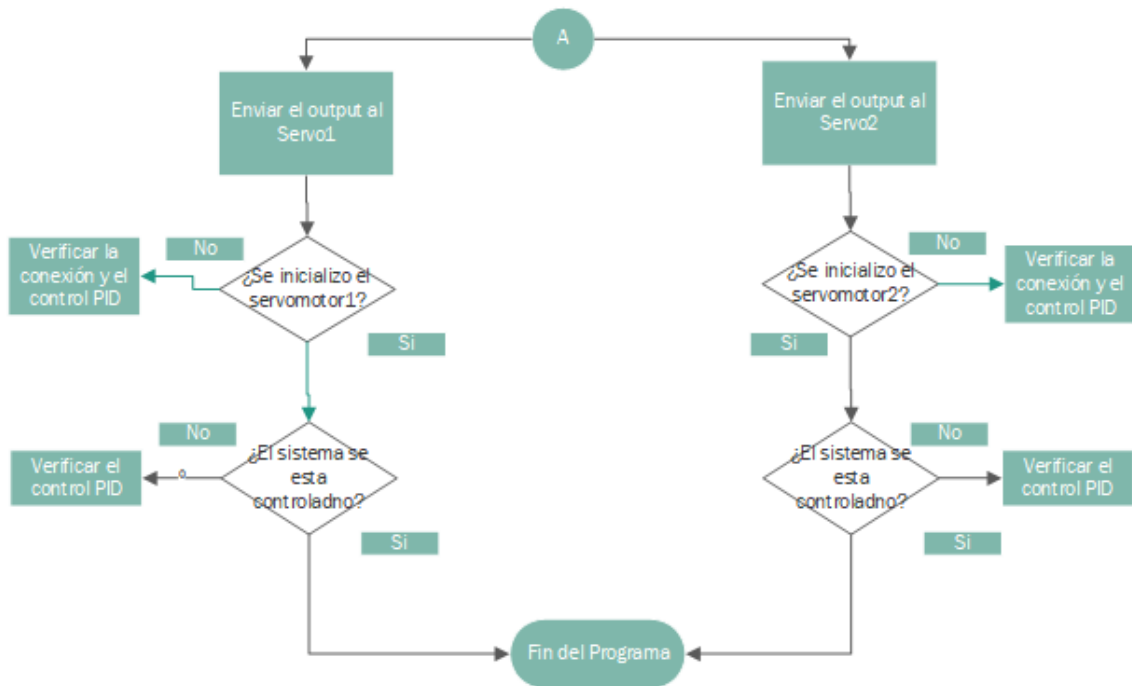 A
Enviar el output al
Servo1
Enviar el output al
Servo2
No
Verificar la
conexión y el
control PID
¿Se inicializo el
servomotor1?
Si
¿Se inicializo el
servomotor2?
No
Verificar la
conexión y el
control PID
Si
No
Verificar el
control PID
o
¿El sistema se
esta
controladno?
Si
¿El sistema se
esta
controladno?
No
Verificar el
control PID
Si
Fin del Programa